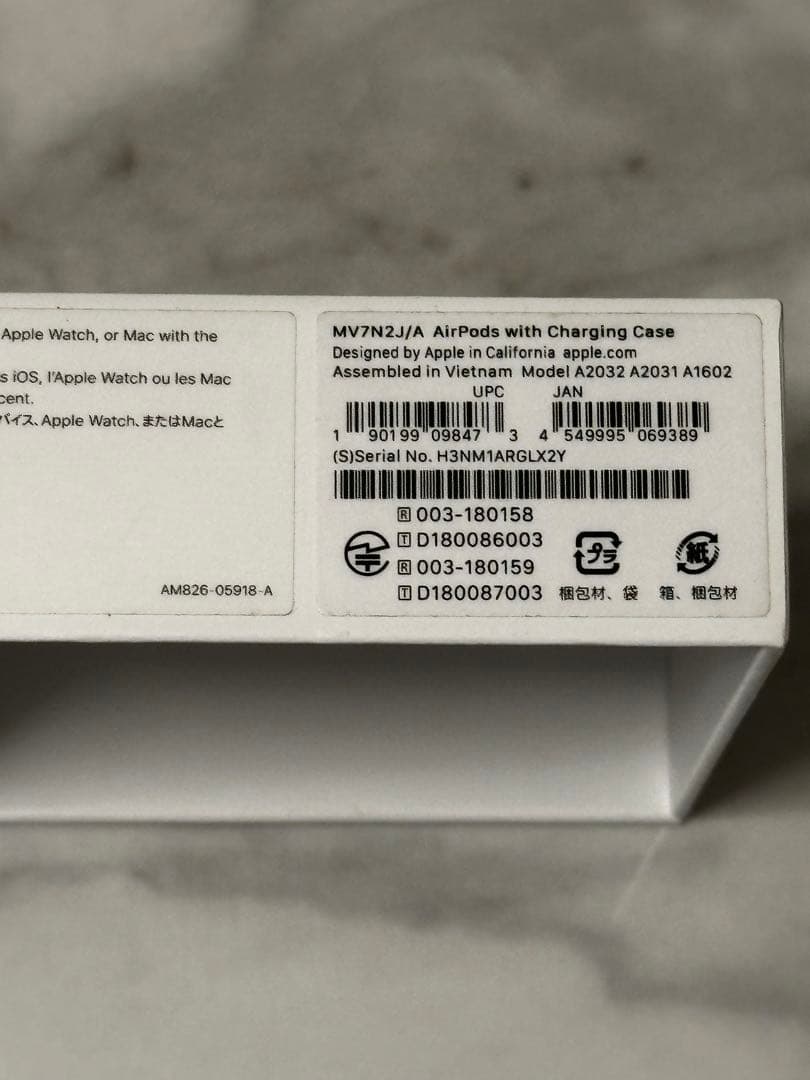 Apple Watch, or Mac with the
s iOS, l'Apple Watch ou les Mac
cent.
バイス、Apple Watch、またはMacと
AM826-05918-A
MV7N2J/A AirPods with Charging Case
Designed by Apple in California apple.com
Assembled in Vietnam Model A2032 A2031 A1602
UPC JAN
1 90199 09847 3 4 549995 069389
(S)Serial No. H3NM1ARGLX2Y
R 003-180158
T D180086003
R 003-180159
T D180087003
プラ 紙
梱包材、袋 箱、梱包材